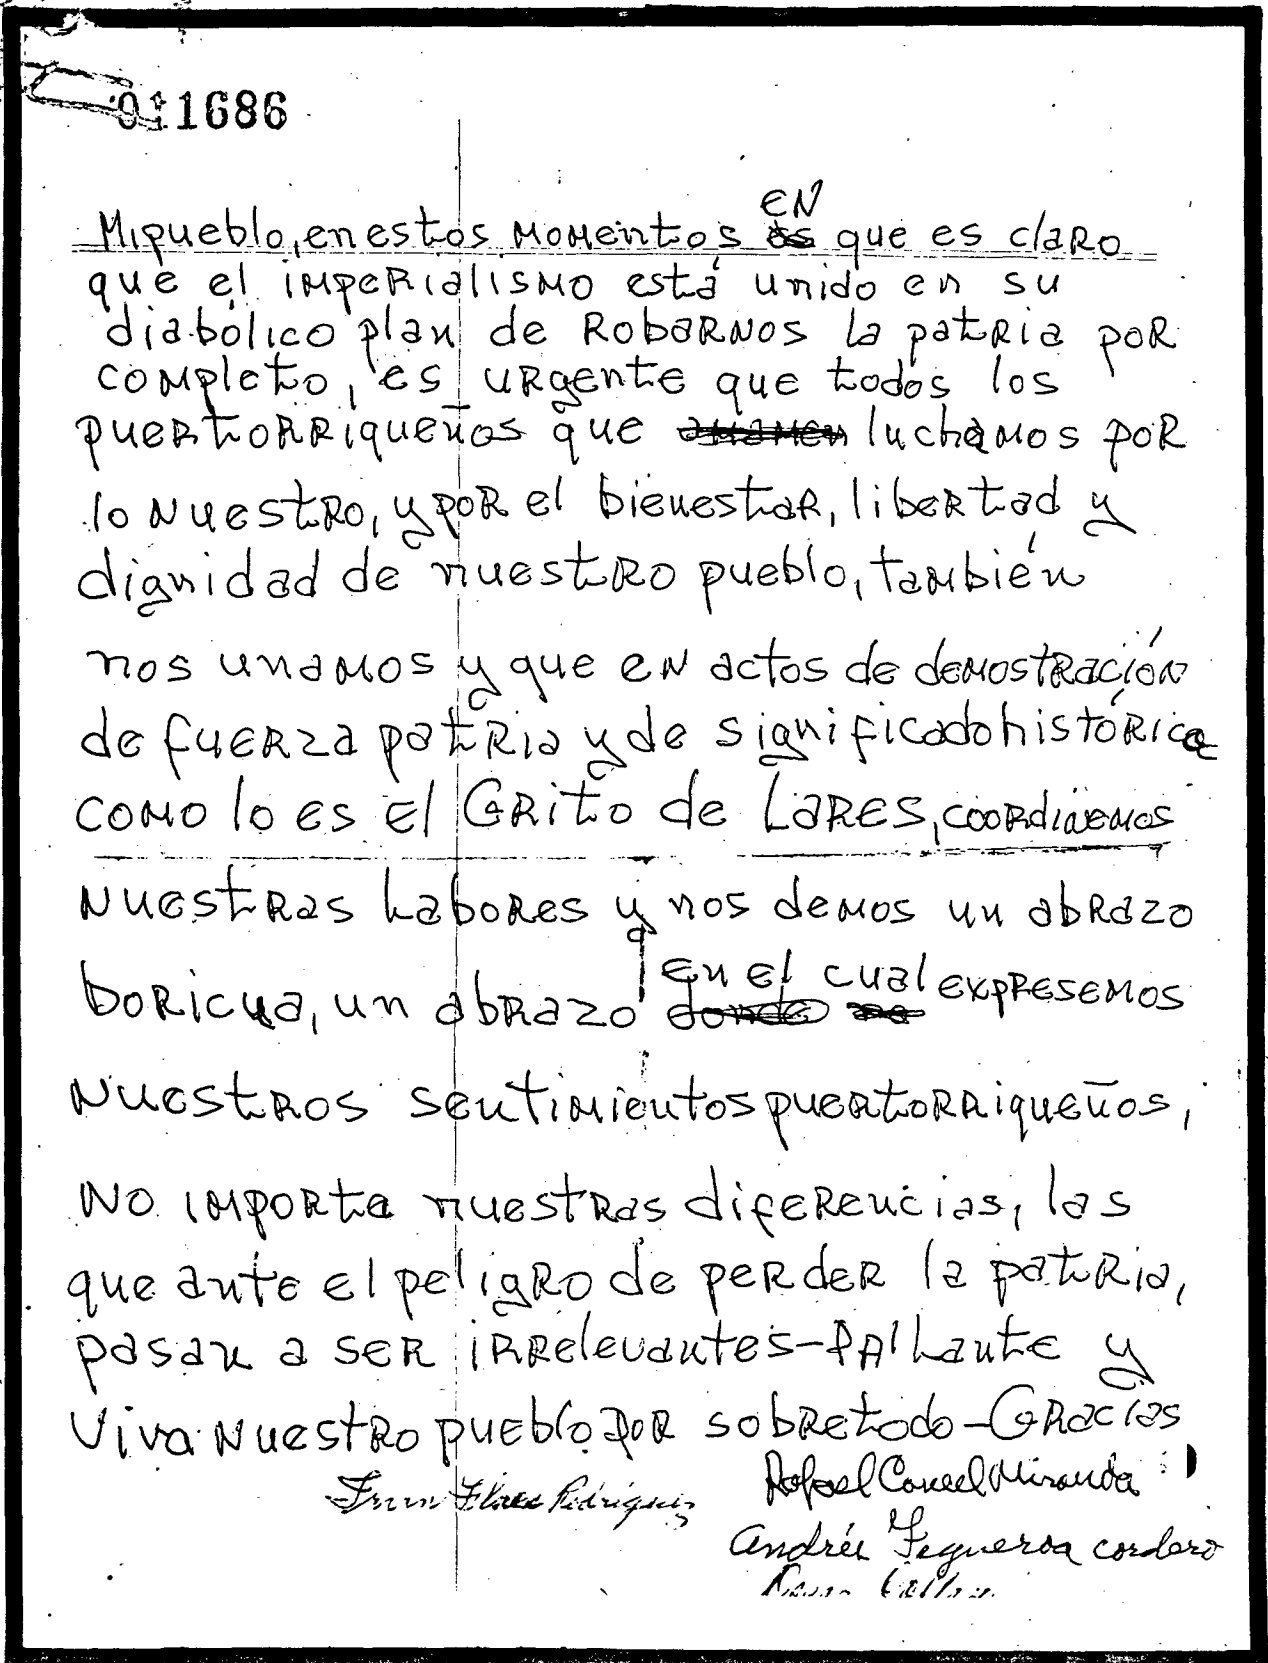 011686
Mi pueblo, en estos momentos EN que es claro
que el imperialismo está unido en su
diabólico plan de Robarnos la patria por
completo, es urgente que todos los
puertorriqueños que luchamos por
lo nuestro, y por el bienestar, libertad y
dignidad de nuestro pueblo, también
nos unamos y que en actos de demostración
de fuerza patria y de significado histórica
como lo es el Grito de Lares, coordinemos
nuestras labores y nos demos un abrazo
boricua, un abrazo en el cual expresemos
nuestros sentimientos puertorriqueños,
no importa nuestras diferencias, las
que ante el peligro de perder la patria,
pasan a ser irrelevantes-PA'lante y
Viva nuestro pueblo por sobretodo-Gracias
Rafael Cancel Miranda
Irvin Flores Rodríguez
Andrés Figueroa Cordero